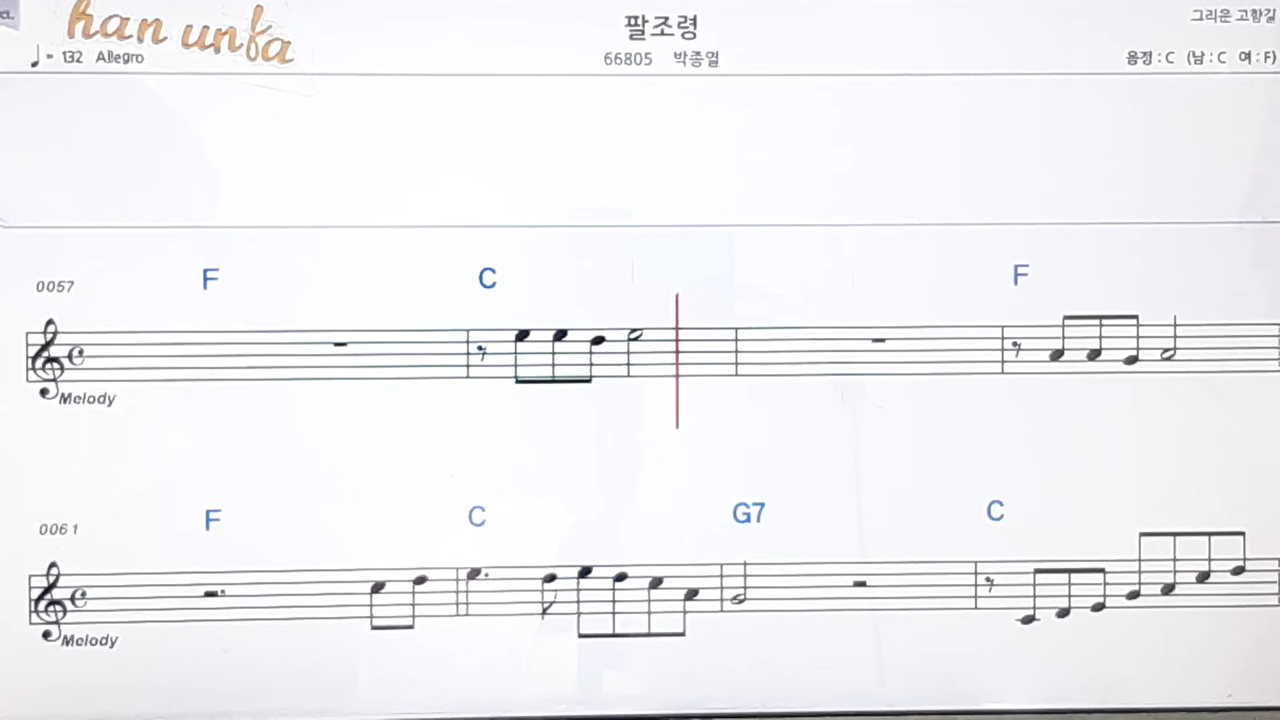 han unfa
팔조령
그리운 고향길
♩= 132 Allegro
66805 박종밀
음정 : C (남 : C 여 : F)
0057
F C F
Melody
0061
F C G7 C
Melody